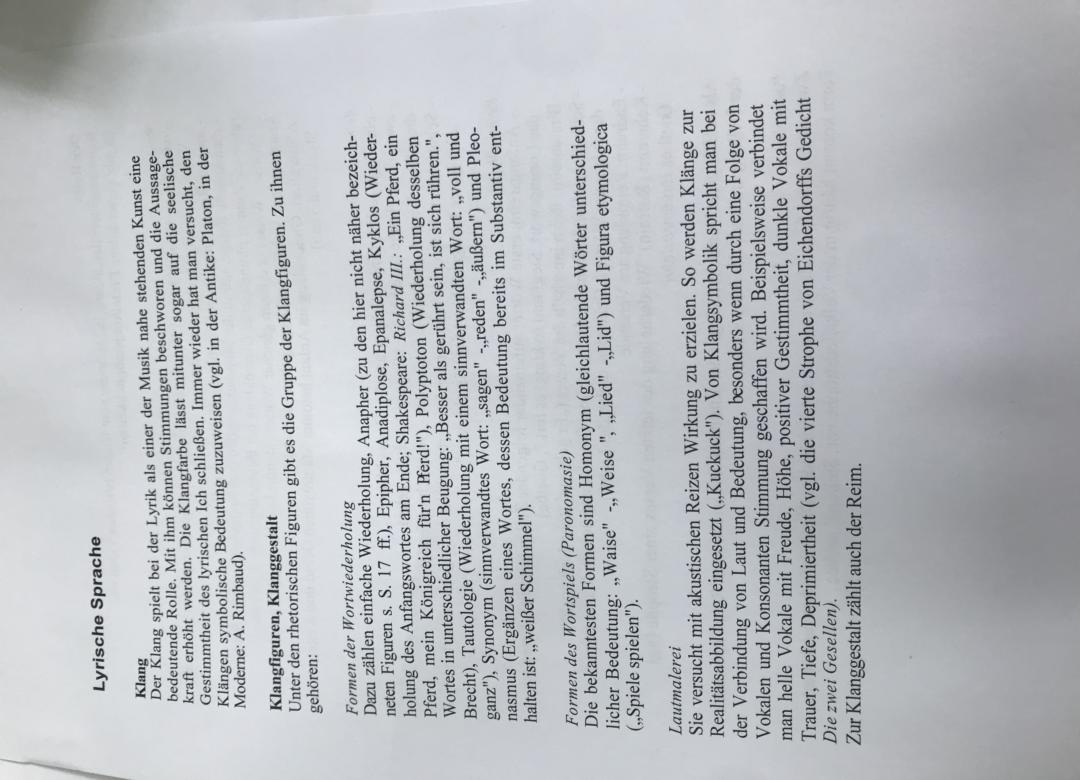 Lyrische Sprache
Klang
Der Klang spielt bei der Lyrik als einer der Musik nahe stehenden Kunst eine
bedeutende Rolle. Mit ihm können Stimmungen beschworen und die Aussage-
kraft erhöht werden. Die Klangfarbe lässt mitunter sogar auf die seelische
Gestimmtheit des lyrischen Ich schließen. Immer wieder hat man versucht, den
Klängen symbolische Bedeutung zuzuweisen (vgl. in der Antike: Platon, in der
Moderne: A. Rimbaud).
Klangfiguren, Klanggestalt
Unter den rhetorischen Figuren gibt es die Gruppe der Klangfiguren. Zu ihnen
gehören:
Formen der Wortwiederholung
Dazu zählen einfache Wiederholung, Anapher (zu den hier nicht näher bezeich-
neten Figuren s. S. 17 ff.), Epipher, Anadiplose, Epanalepse, Kyklos (Wieder-
holung des Anfangswortes am Ende; Shakespeare: Richard III.: „Ein Pferd, ein
Pferd, mein Königreich für'n Pferd!"), Polyptoton (Wiederholung desselben
Wortes in unterschiedlicher Beugung: „Besser als gerührt sein, ist sich rühren.",
Brecht), Tautologie (Wiederholung mit einem sinnverwandten Wort: „voll und
ganz"), Synonym (sinnverwandtes Wort: „sagen" -„reden" -„äußern") und Pleo-
nasmus (Ergänzen eines Wortes, dessen Bedeutung bereits im Substantiv ent-
halten ist: „weißer Schimmel").
Formen des Wortspiels (Paronomasie)
Die bekanntesten Formen sind Homonym (gleichlautende Wörter unterschied-
licher Bedeutung: „Waise" -„Weise ", „Lied" -„Lid") und Figura etymologica
(„Spiele spielen").
Lautmalerei
Sie versucht mit akustischen Reizen Wirkung zu erzielen. So werden Klänge zur
Realitätsabbildung eingesetzt („Kuckuck"). Von Klangsymbolik spricht man bei
der Verbindung von Laut und Bedeutung, besonders wenn durch eine Folge von
Vokalen und Konsonanten Stimmung geschaffen wird. Beispielsweise verbindet
man helle Vokale mit Freude, Höhe, positiver Gestimmtheit, dunkle Vokale mit
Trauer, Tiefe, Deprimiertheit (vgl. die vierte Strophe von Eichendorffs Gedicht
Die zwei Gesellen).
Zur Klanggestalt zählt auch der Reim.